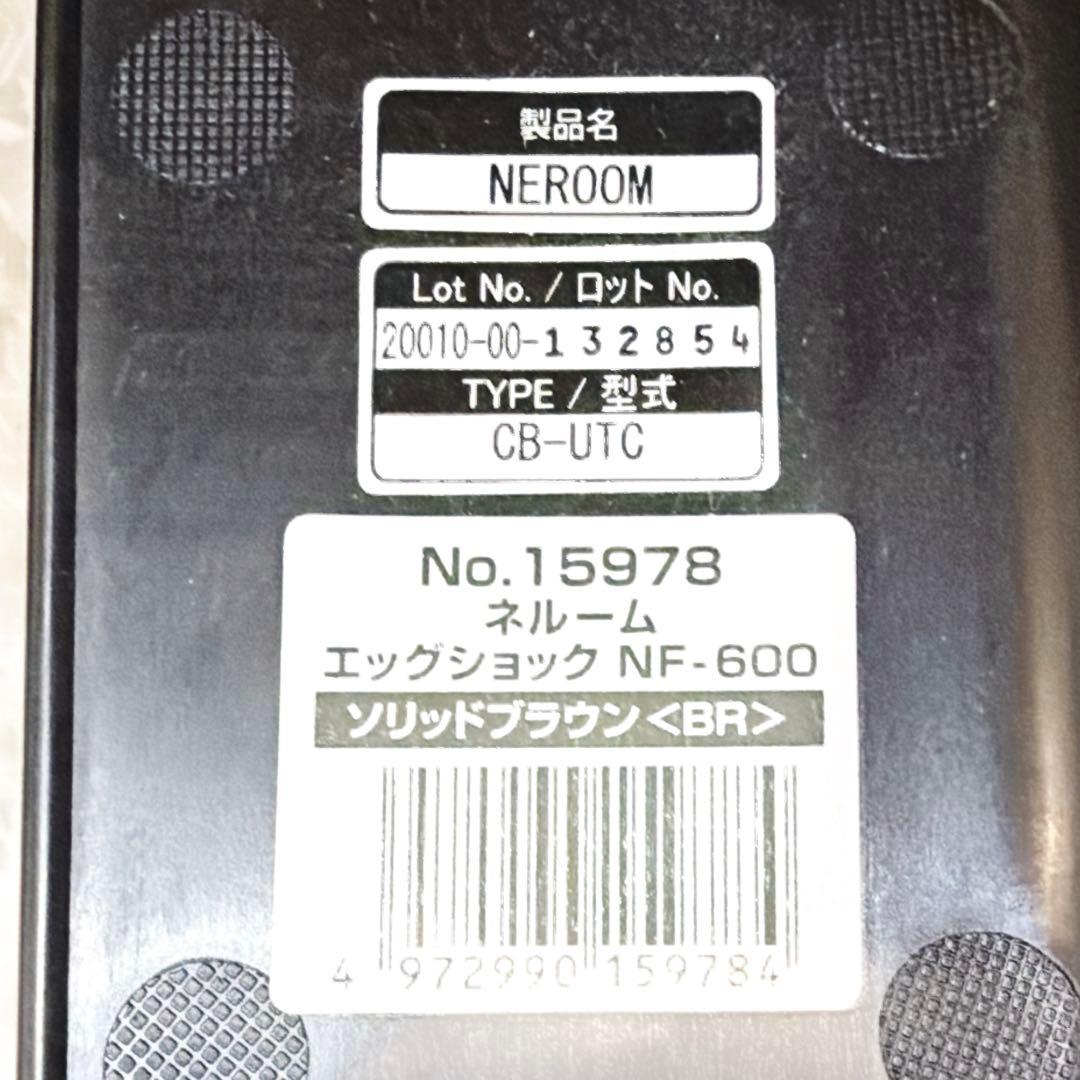 製品名
NEROOM
Lot No. / ロット No.
20010-00-132854
TYPE / 型式
CB-UTC
No.15978
ネルーム
エッグショック NF-600
ソリッドブラウン<BR>
4 972990 159784